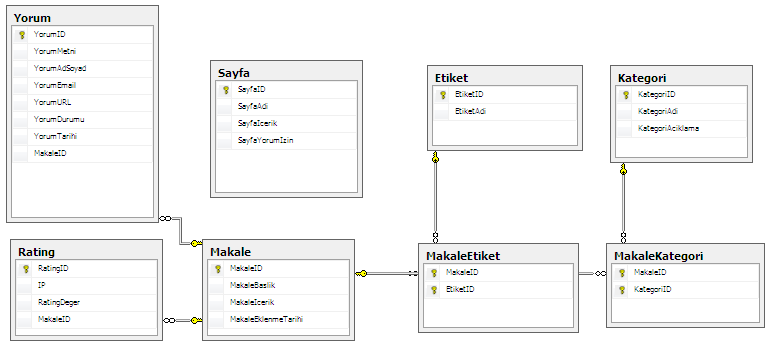 Yorum
YorumID
YorumMetni
YorumAdSoyad
YorumEmail
YorumURL
YorumDurumu
YorumTarihi
MakaleID
Sayfa
SayfaID
SayfaAdi
SayfaIcerik
SayfaYorumIzin
Etiket
EtiketID
EtiketAdi
Kategori
KategoriID
KategoriAdi
KategoriAciklama
Rating
RatingID
IP
RatingDeger
MakaleID
Makale
MakaleID
MakaleBaslik
MakaleIcerik
MakaleEklenmeTarihi
MakaleEtiket
MakaleID
EtiketID
MakaleKategori
MakaleID
KategoriID